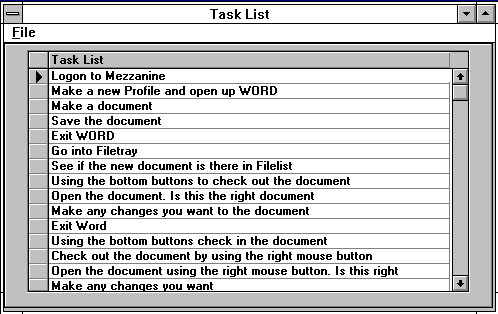 Task List
File
Task List
Logon to Mezzanine
Make a new Profile and open up WORD
Make a document
Save the document
Exit WORD
Go into Filetray
See if the new document is there in Filelist
Using the bottom buttons to check out the document
Open the document. Is this the right document
Make any changes you want to the document
Exit Word
Using the bottom buttons check in the document
Check out the document by using the right mouse button
Open the document using the right mouse button. Is this right
Make any changes you want